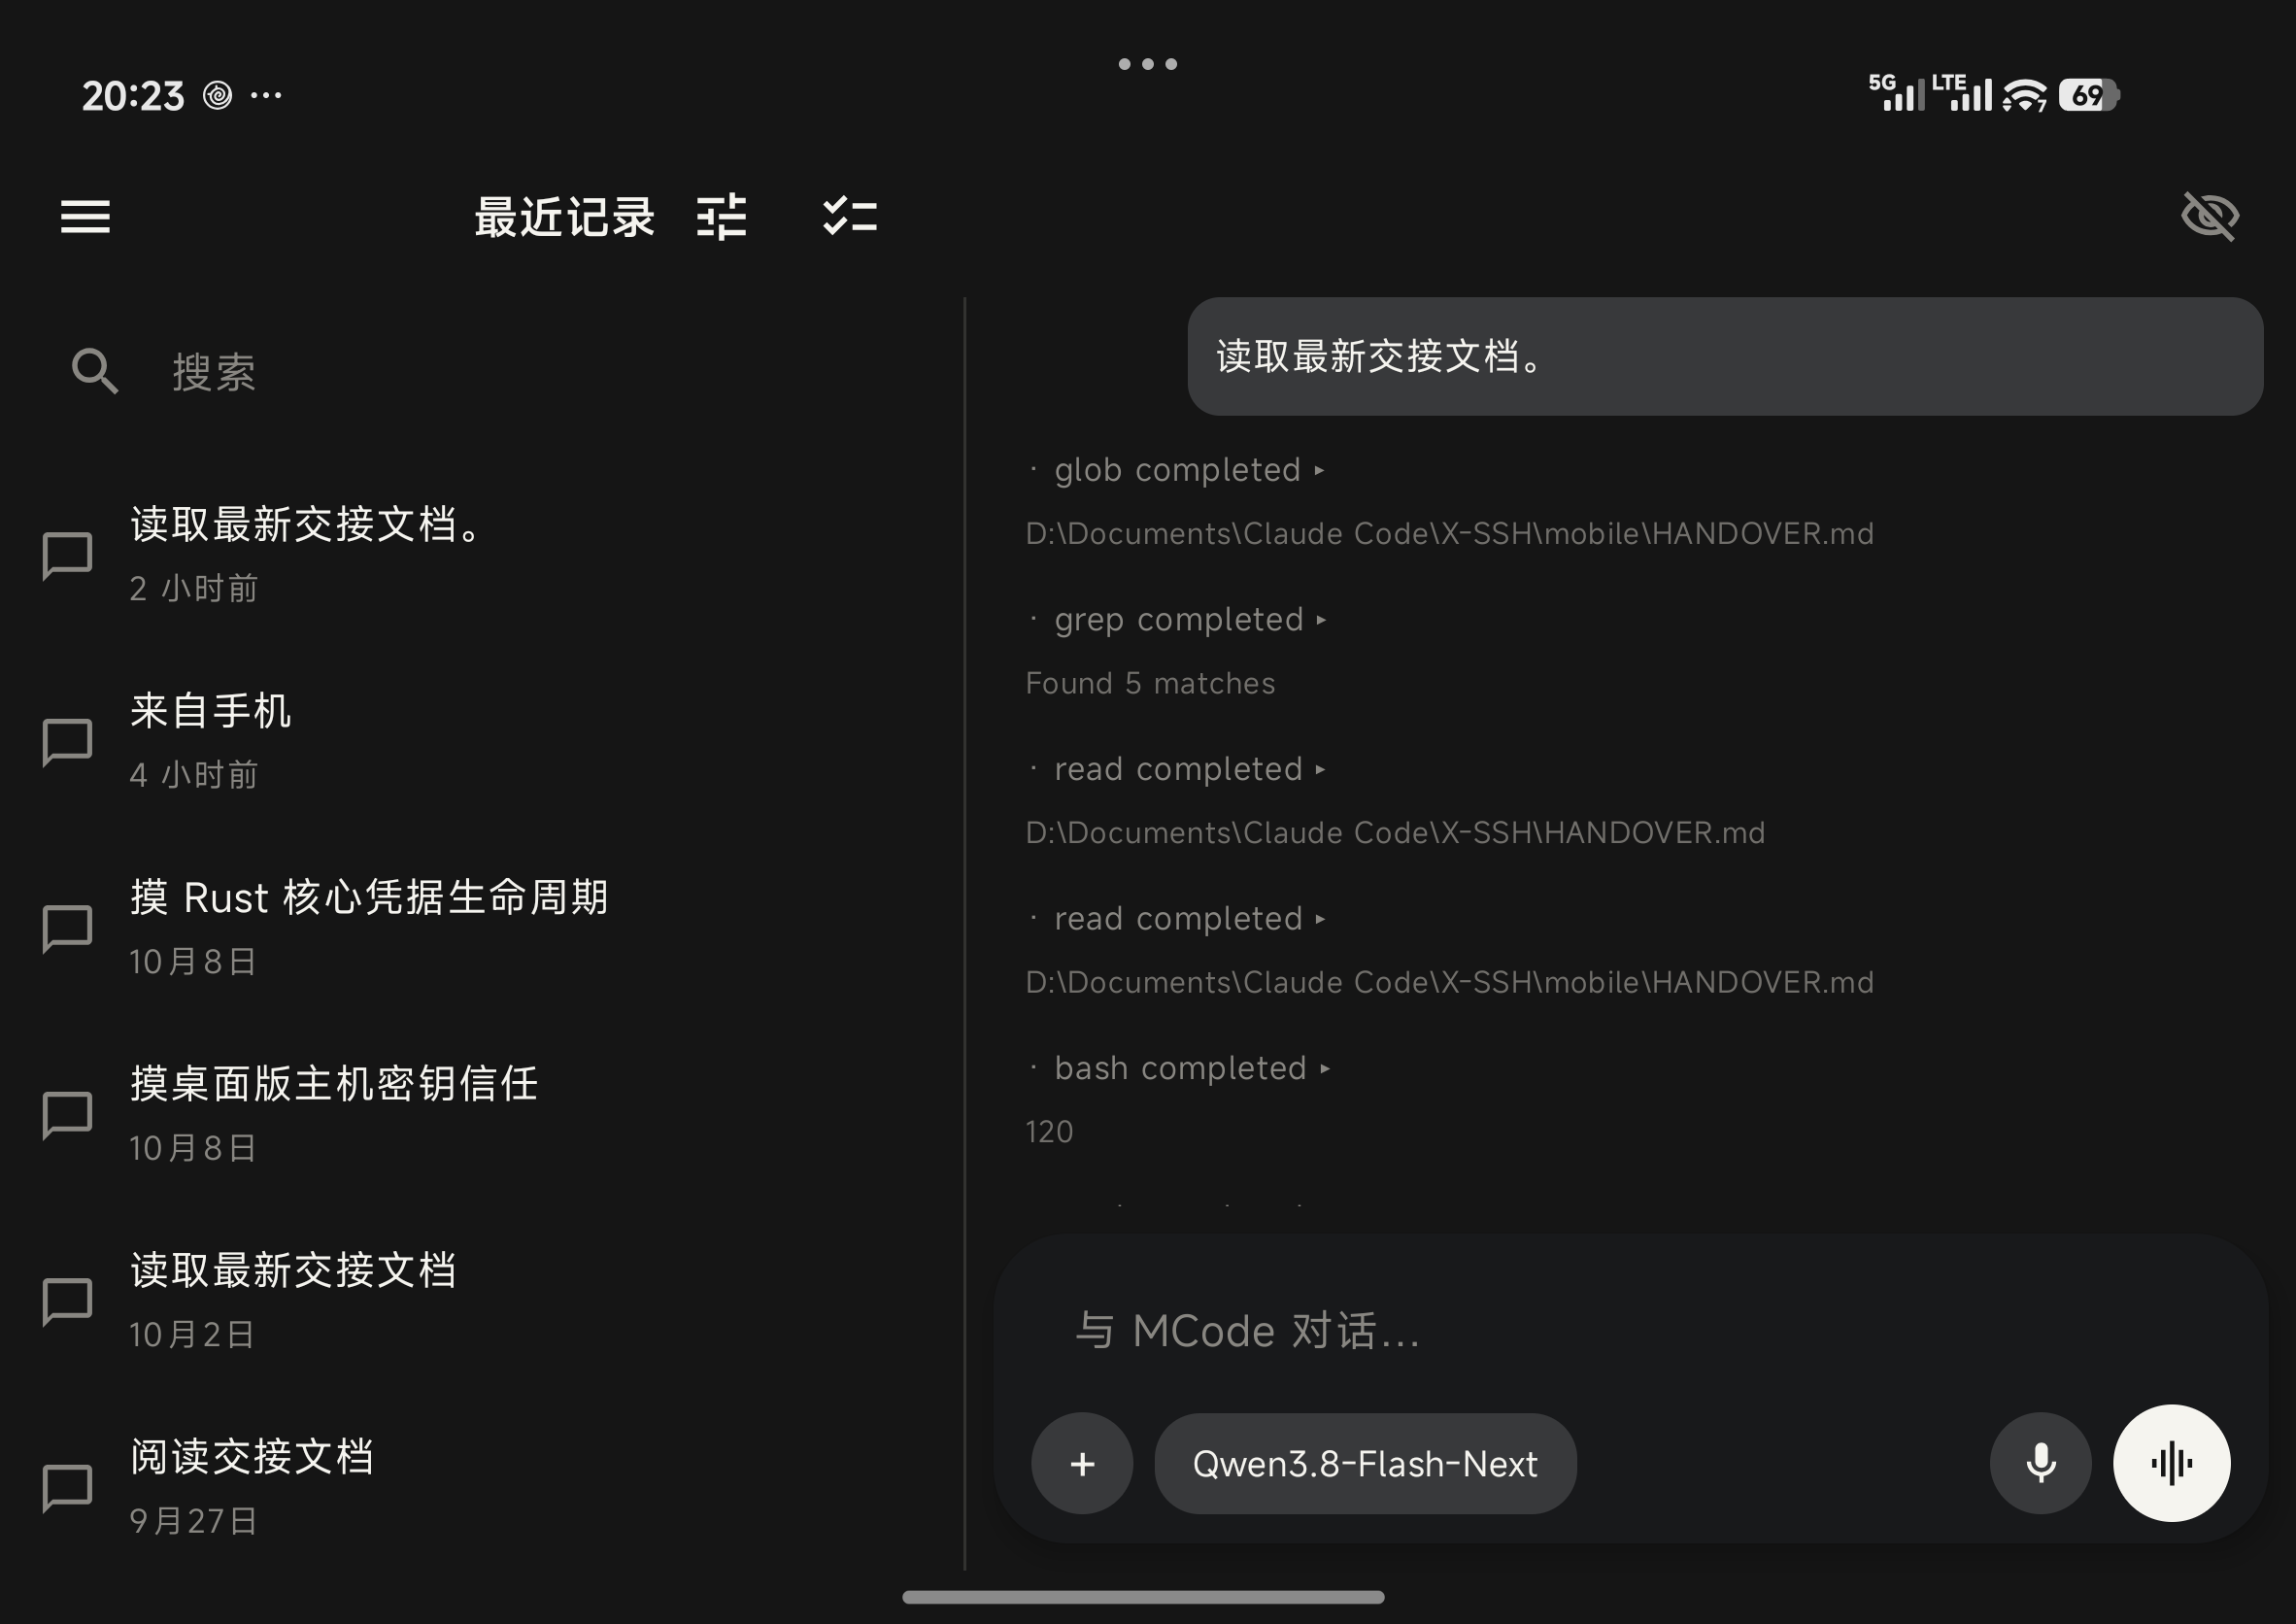 20:23
5G LTE 7 69
最近记录
搜索
读取最新交接文档。
2 小时前
来自手机
4 小时前
摸 Rust 核心凭据生命周期
10月8日
摸桌面版主机密钥信任
10月8日
读取最新交接文档
10月2日
阅读交接文档
9月27日
读取最新交接文档。
· glob completed ▸
D:\Documents\Claude Code\X-SSH\mobile\HANDOVER.md
· grep completed ▸
Found 5 matches
· read completed ▸
D:\Documents\Claude Code\X-SSH\HANDOVER.md
· read completed ▸
D:\Documents\Claude Code\X-SSH\mobile\HANDOVER.md
· bash completed ▸
120
与 MCode 对话...
Qwen3.8-Flash-Next